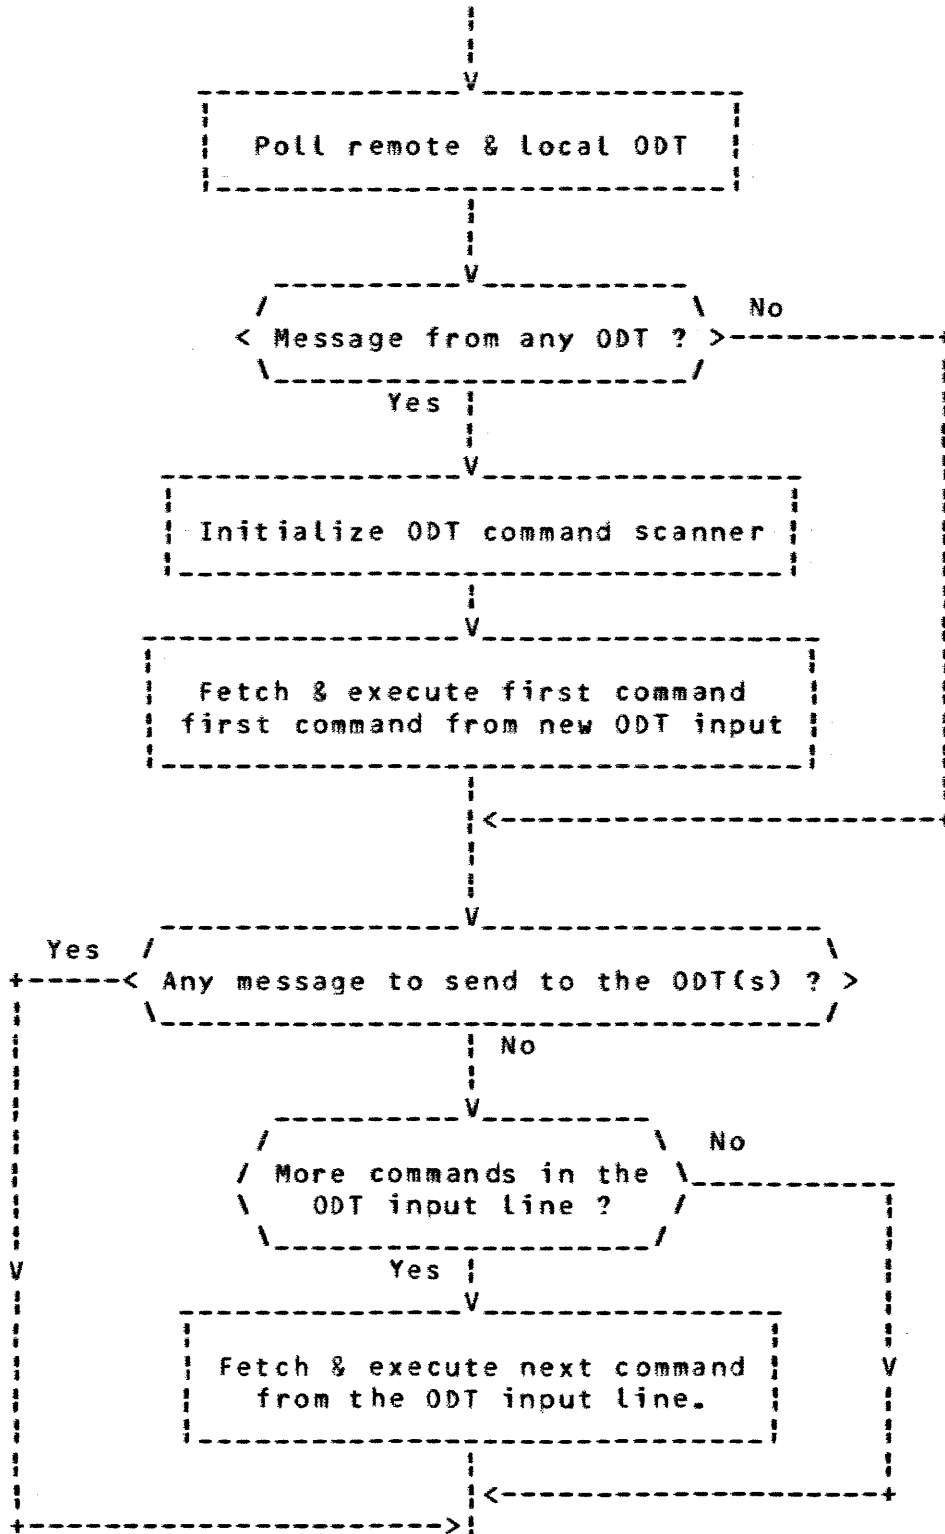 Poll remote & local ODT
No
Message from any ODT ?
Yes
Initialize ODT command scanner
Fetch & execute first command
first command from new ODT input
Yes
Any message to send to the ODT(s) ?
No
No
More commands in the
ODT input line ?
Yes
Fetch & execute next command
from the ODT input line.